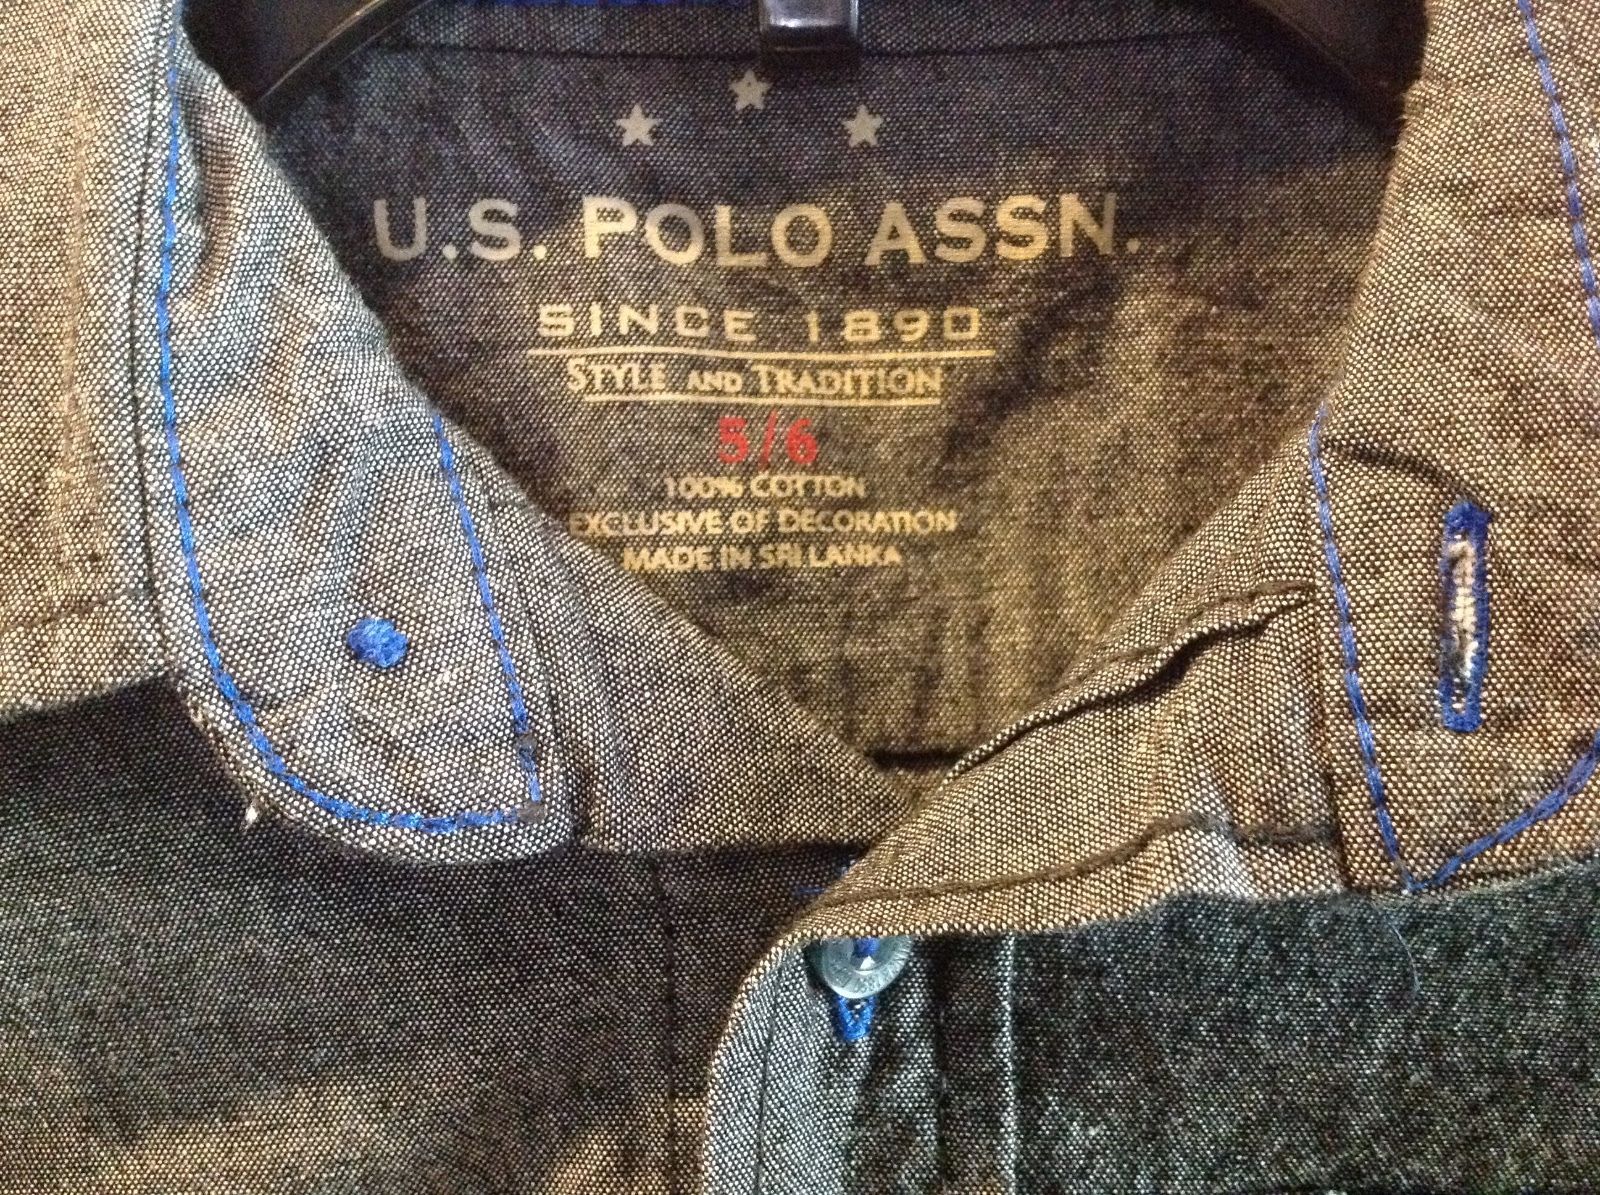 U.S. POLO ASSN.
SINCE 1890
STYLE AND TRADITION
5/6
100% COTTON
EXCLUSIVE OF DECORATION
MADE IN SRI LANKA